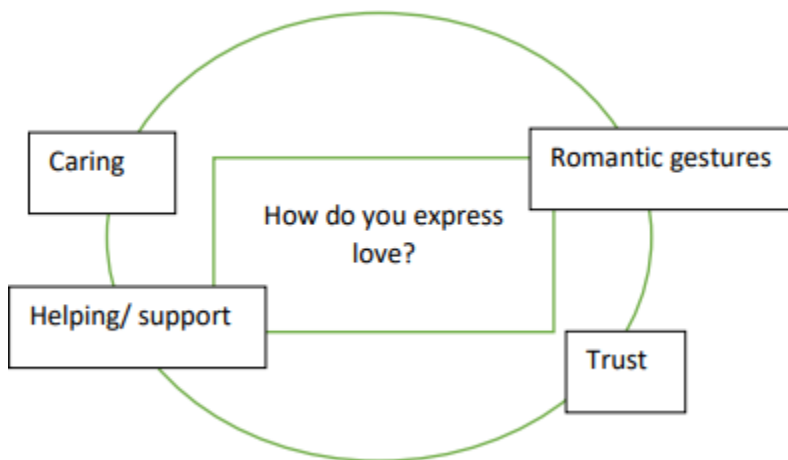 Caring
Romantic gestures
How do you express
love?
Helping/ support
Trust